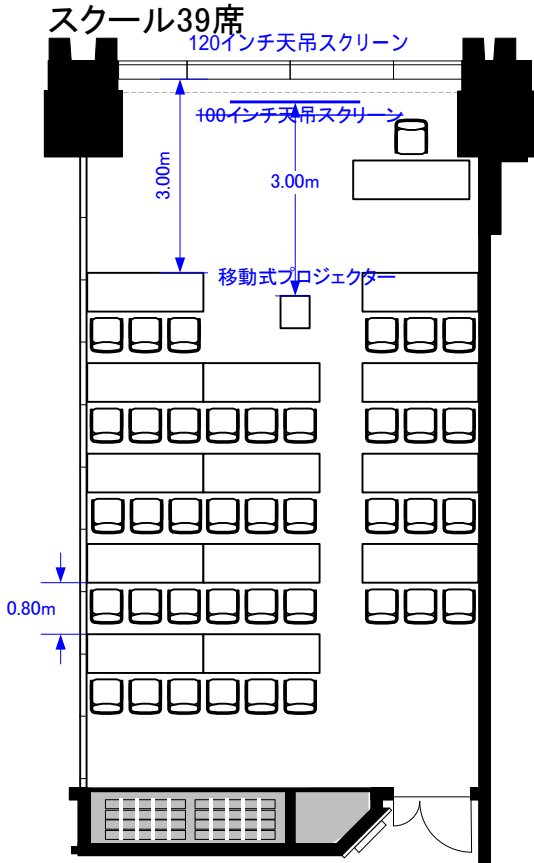 スクール39席
120インチ天吊スクリーン
100インチ天吊スクリーン
3.00m
3.00m
移動式プロジェクター
0.80m